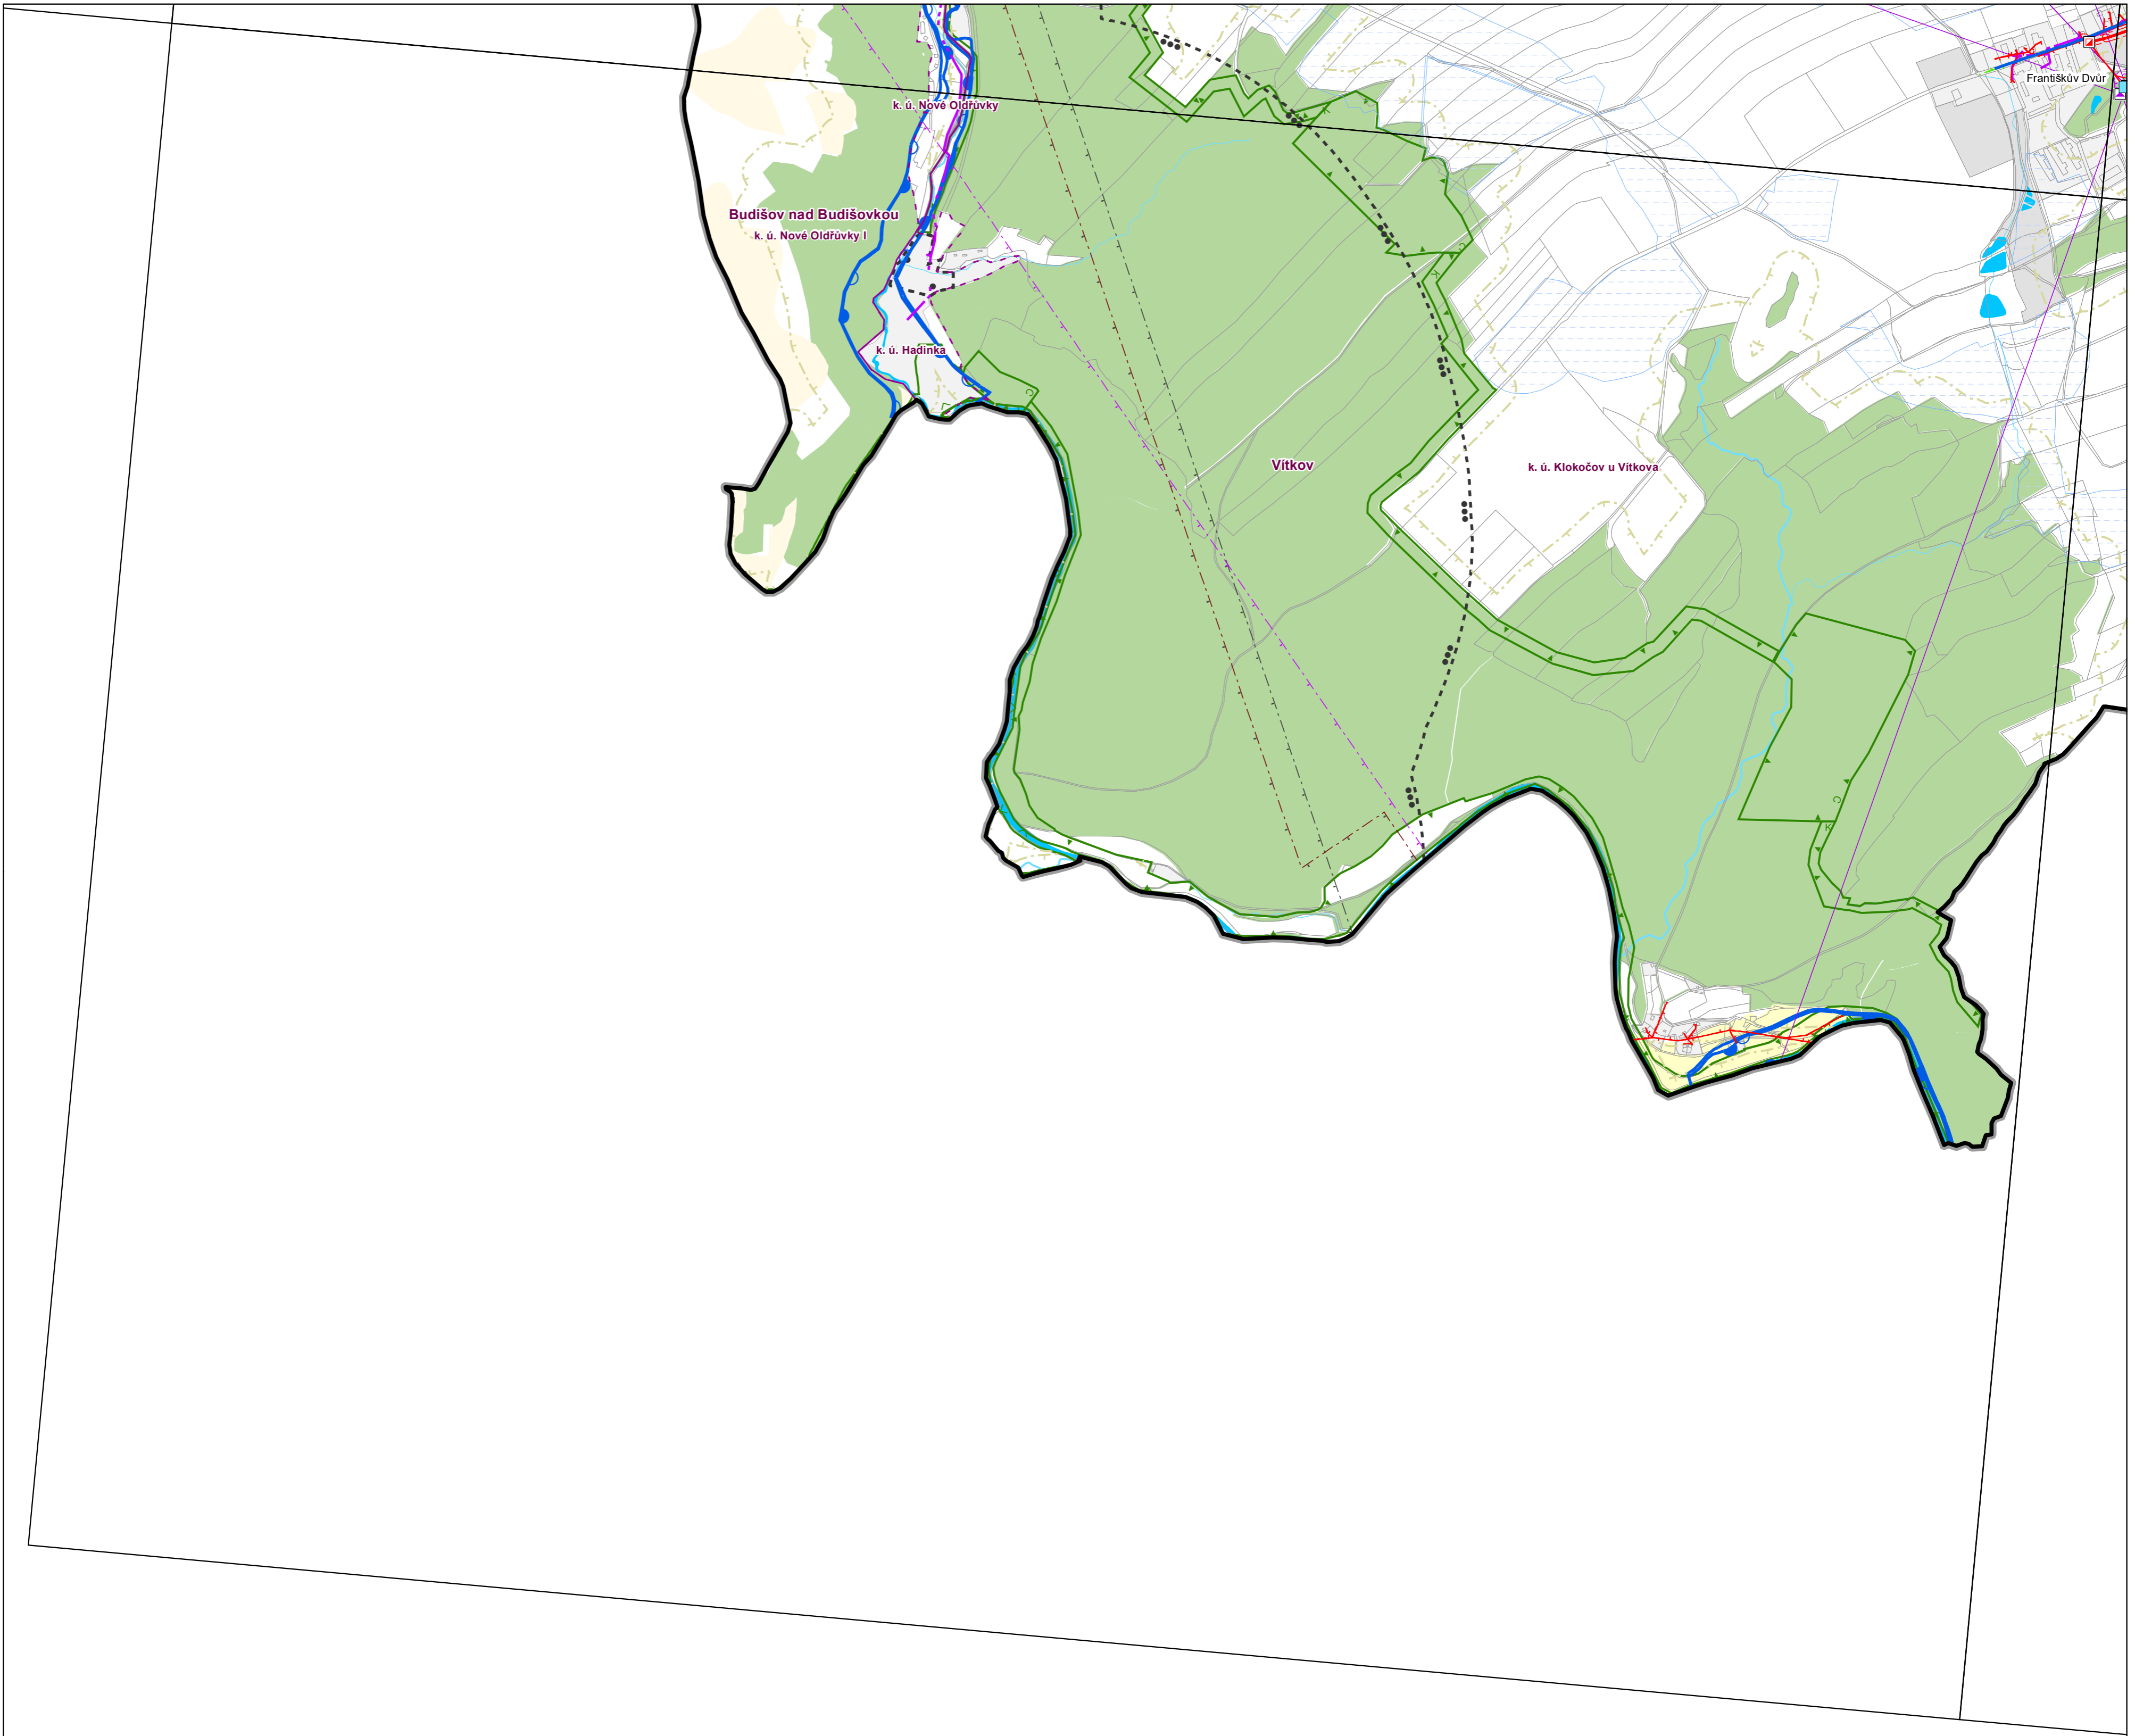 Františkův Dvůr
k. ú. Nové Oldřůvky
Budišov nad Budišovkou
k. ú. Nové Oldřůvky I
k. ú. Hadinka
Vítkov
k. ú. Klokočov u Vítkova